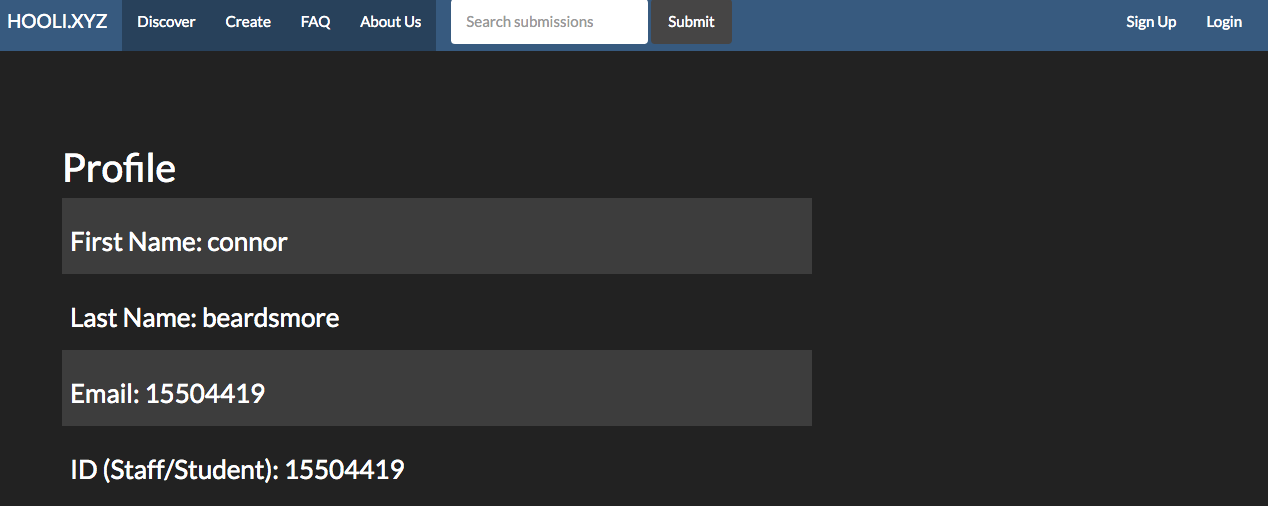 HOOLI.XYZ Discover Create FAQ About Us Search submissions Submit Sign Up Login
Profile
First Name: connor
Last Name: beardsmore
Email: 15504419
ID (Staff/Student): 15504419